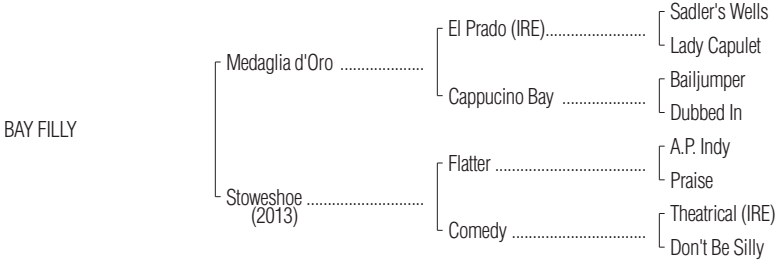 Sadler's Wells
El Prado (IRE)........................
Lady Capulet
Medaglia d'Oro ....................
Bailjumper
Cappucino Bay ....................
Dubbed In
BAY FILLY
A.P. Indy
Flatter ....................................
Praise
Stoweshoe ............................
(2013)
Theatrical (IRE)
Comedy ................................
Don't Be Silly